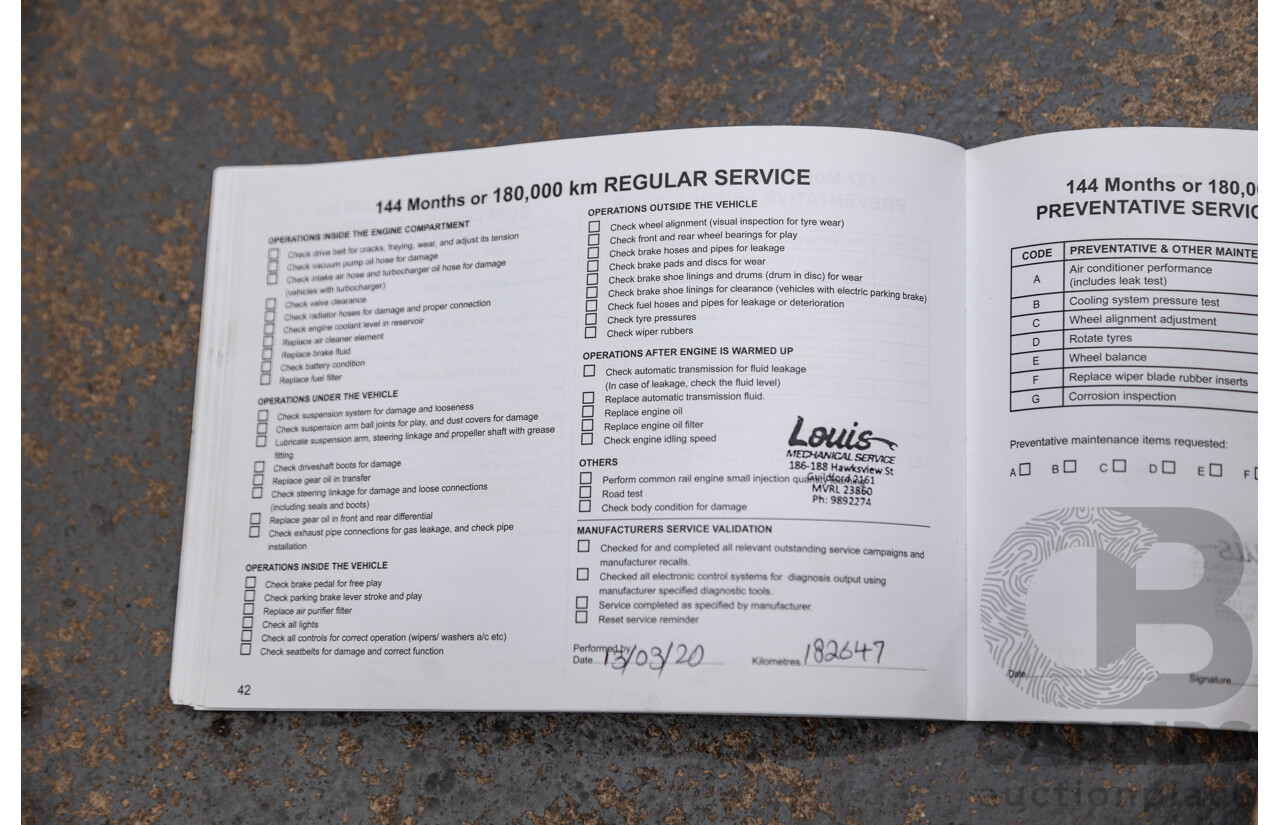 144 Months or 180,000 km REGULAR SERVICE
OPERATIONS INSIDE THE ENGINE COMPARTMENT
Check drive belt for cracks, fraying, wear, and adjust its tension
Check vacuum pump oil hose for damage
Check intake air hose and turbocharger oil hose for damage
(vehicles with turbocharger)
Check valve clearance
Check radiator hoses for damage and proper connection
Check engine coolant level in reservoir
Replace air cleaner element
Replace brake fluid
Check battery condition
Replace fuel filter
OPERATIONS UNDER THE VEHICLE
Check suspension system for damage and looseness
Check suspension arm ball joints for play, and dust covers for damage
Lubricate suspension arm, steering linkage and propeller shaft with grease
fitting
Check driveshaft boots for damage
Replace gear oil in transfer
Check steering linkage for damage and loose connections
(including seals and boots)
Replace gear oil in front and rear differential
Check exhaust pipe connections for gas leakage, and check pipe
installation
OPERATIONS INSIDE THE VEHICLE
Check brake pedal for free play
Check parking brake lever stroke and play
Replace air purifier filter
Check all lights
Check all controls for correct operation (wipers/ washers a/c etc)
Check seatbelts for damage and correct function
42
OPERATIONS OUTSIDE THE VEHICLE
Check wheel alignment (visual inspection for tyre wear)
Check front and rear wheel bearings for play
Check brake hoses and pipes for leakage
Check brake pads and discs for wear
Check brake shoe linings and drums (drum in disc) for wear
Check brake shoe linings for clearance (vehicles with electric parking brake)
Check fuel hoses and pipes for leakage or deterioration
Check tyre pressures
Check wiper rubbers
OPERATIONS AFTER ENGINE IS WARMED UP
Check automatic transmission for fluid leakage
(In case of leakage, check the fluid level)
Replace automatic transmission fluid.
Replace engine oil
Replace engine oil filter
Check engine idling speed
OTHERS
Perform common rail engine small injection
Road test
Check body condition for damage
Louis
MECHANICAL SERVICE
186-188 Hawksview St
Guildford 2161
MVRL 23860
Ph: 9892274
MANUFACTURERS SERVICE VALIDATION
Checked for and completed all relevant outstanding service campaigns and
manufacturer recalls.
Checked all electronic control systems for diagnosis output using
manufacturer specified diagnostic tools.
Service completed as specified by manufacturer.
Reset service reminder
Performed by
Date 13/03/20 Kilometres 182647
144 Months or 180,0
PREVENTATIVE SERVIC
CODE PREVENTATIVE & OTHER MAINTE
A Air conditioner performance
(includes leak test)
B Cooling system pressure test
C Wheel alignment adjustment
D Rotate tyres
E Wheel balance
F Replace wiper blade rubber inserts
G Corrosion inspection
Preventative maintenance items requested:
A B C D E F
Date Signature
CB